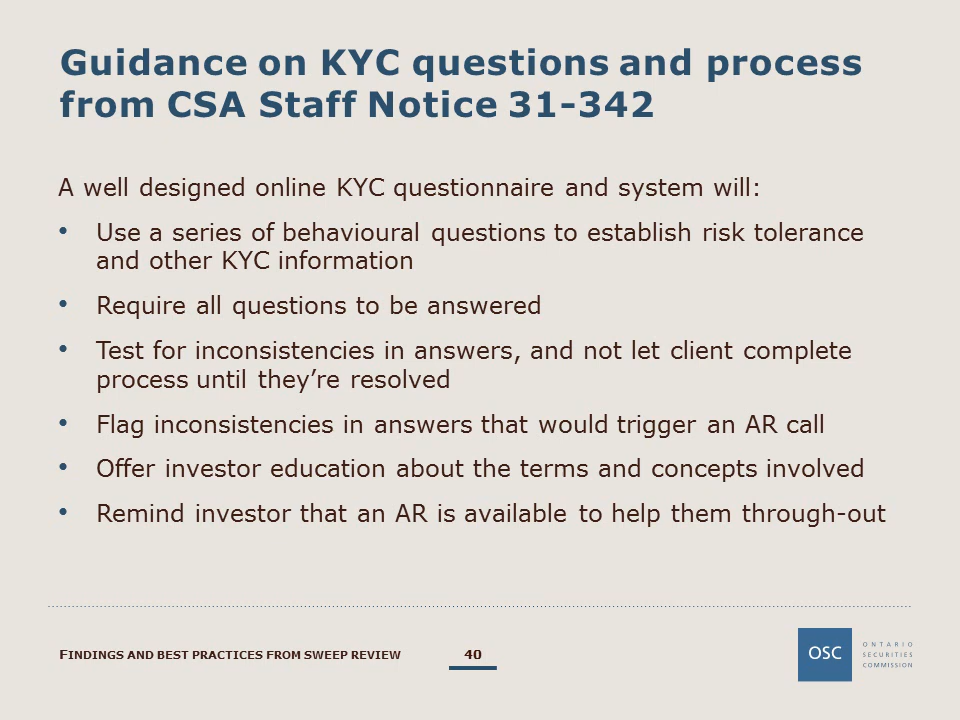 Guidance on KYC questions and process
from CSA Staff Notice 31-342
A well designed online KYC questionnaire and system will:
• Use a series of behavioural questions to establish risk tolerance
and other KYC information
• Require all questions to be answered
• Test for inconsistencies in answers, and not let client complete
process until they’re resolved
• Flag inconsistencies in answers that would trigger an AR call
• Offer investor education about the terms and concepts involved
• Remind investor that an AR is available to help them through-out
FINDINGS AND BEST PRACTICES FROM SWEEP REVIEW
40
OSC
ONTARIO
SECURITIES
COMMISSION